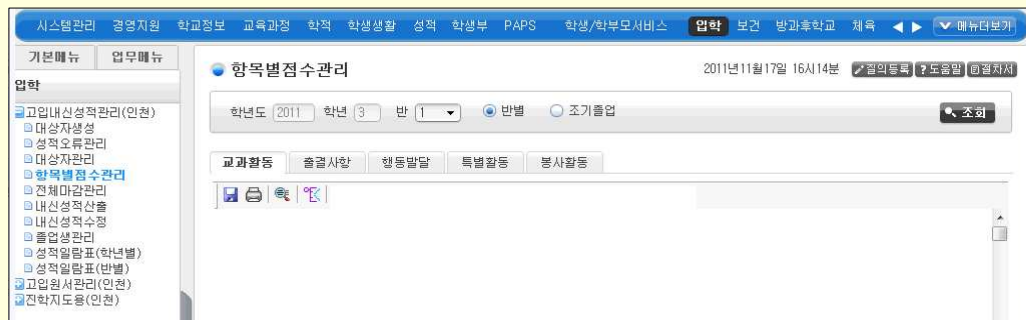 시스템관리 경영지원 학교정보 교육과정 학적 학생생활 성적 학생부 PAPS 학생/학부모서비스 입학 보건 방과후학교 체육 메뉴더보기
기본메뉴 업무메뉴
입학
고입내신성적관리(인천)
대상자생성
성적오류관리
대상자관리
항목별점수관리
전체마감관리
내신성적산출
내신성적수정
졸업생관리
성적일람표(학년별)
성적일람표(반별)
고입원서관리(인천)
진학지도용(인천)
항목별점수관리 2011년11월17일 16시14분 질의등록 ?도움말 절차서
학년도 2011 학년 3 반 1 반별 조기졸업 조회
교과활동 출결사항 행동발달 특별활동 봉사활동